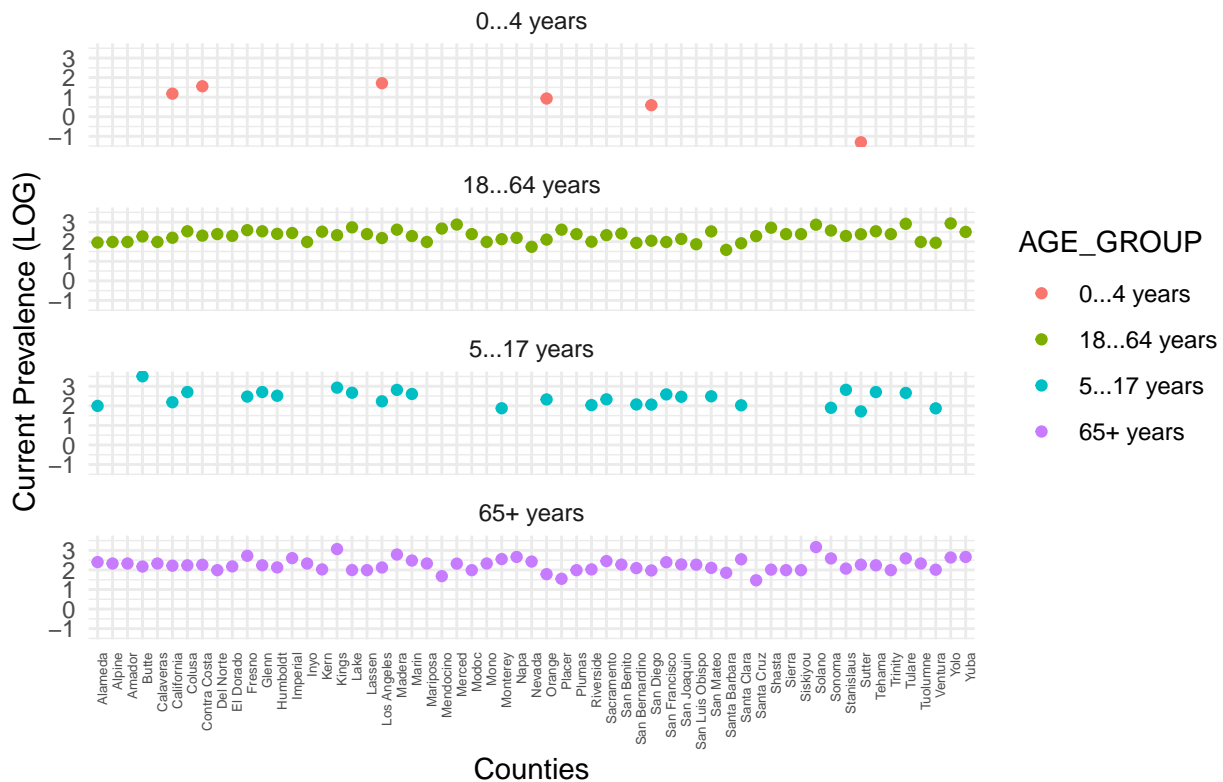 0...4 years
3
2
1
0
−1
18...64 years
3
2
1
0
−1
5...17 years
3
2
1
0
−1
65+ years
3
2
1
0
−1
Current Prevalence (LOG)
Alameda
Alpine
Amador
Butte
Calaveras
California
Colusa
Contra Costa
Del Norte
El Dorado
Fresno
Glenn
Humboldt
Imperial
Inyo
Kern
Kings
Lake
Lassen
Los Angeles
Madera
Marin
Mariposa
Mendocino
Merced
Modoc
Mono
Monterey
Napa
Nevada
Orange
Placer
Plumas
Riverside
Sacramento
San Benito
San Bernardino
San Diego
San Francisco
San Joaquin
San Luis Obispo
San Mateo
Santa Barbara
Santa Clara
Santa Cruz
Shasta
Sierra
Siskiyou
Solano
Sonoma
Stanislaus
Sutter
Tehama
Trinity
Tulare
Tuolumne
Ventura
Yolo
Yuba
Counties
AGE_GROUP
0...4 years
18...64 years
5...17 years
65+ years